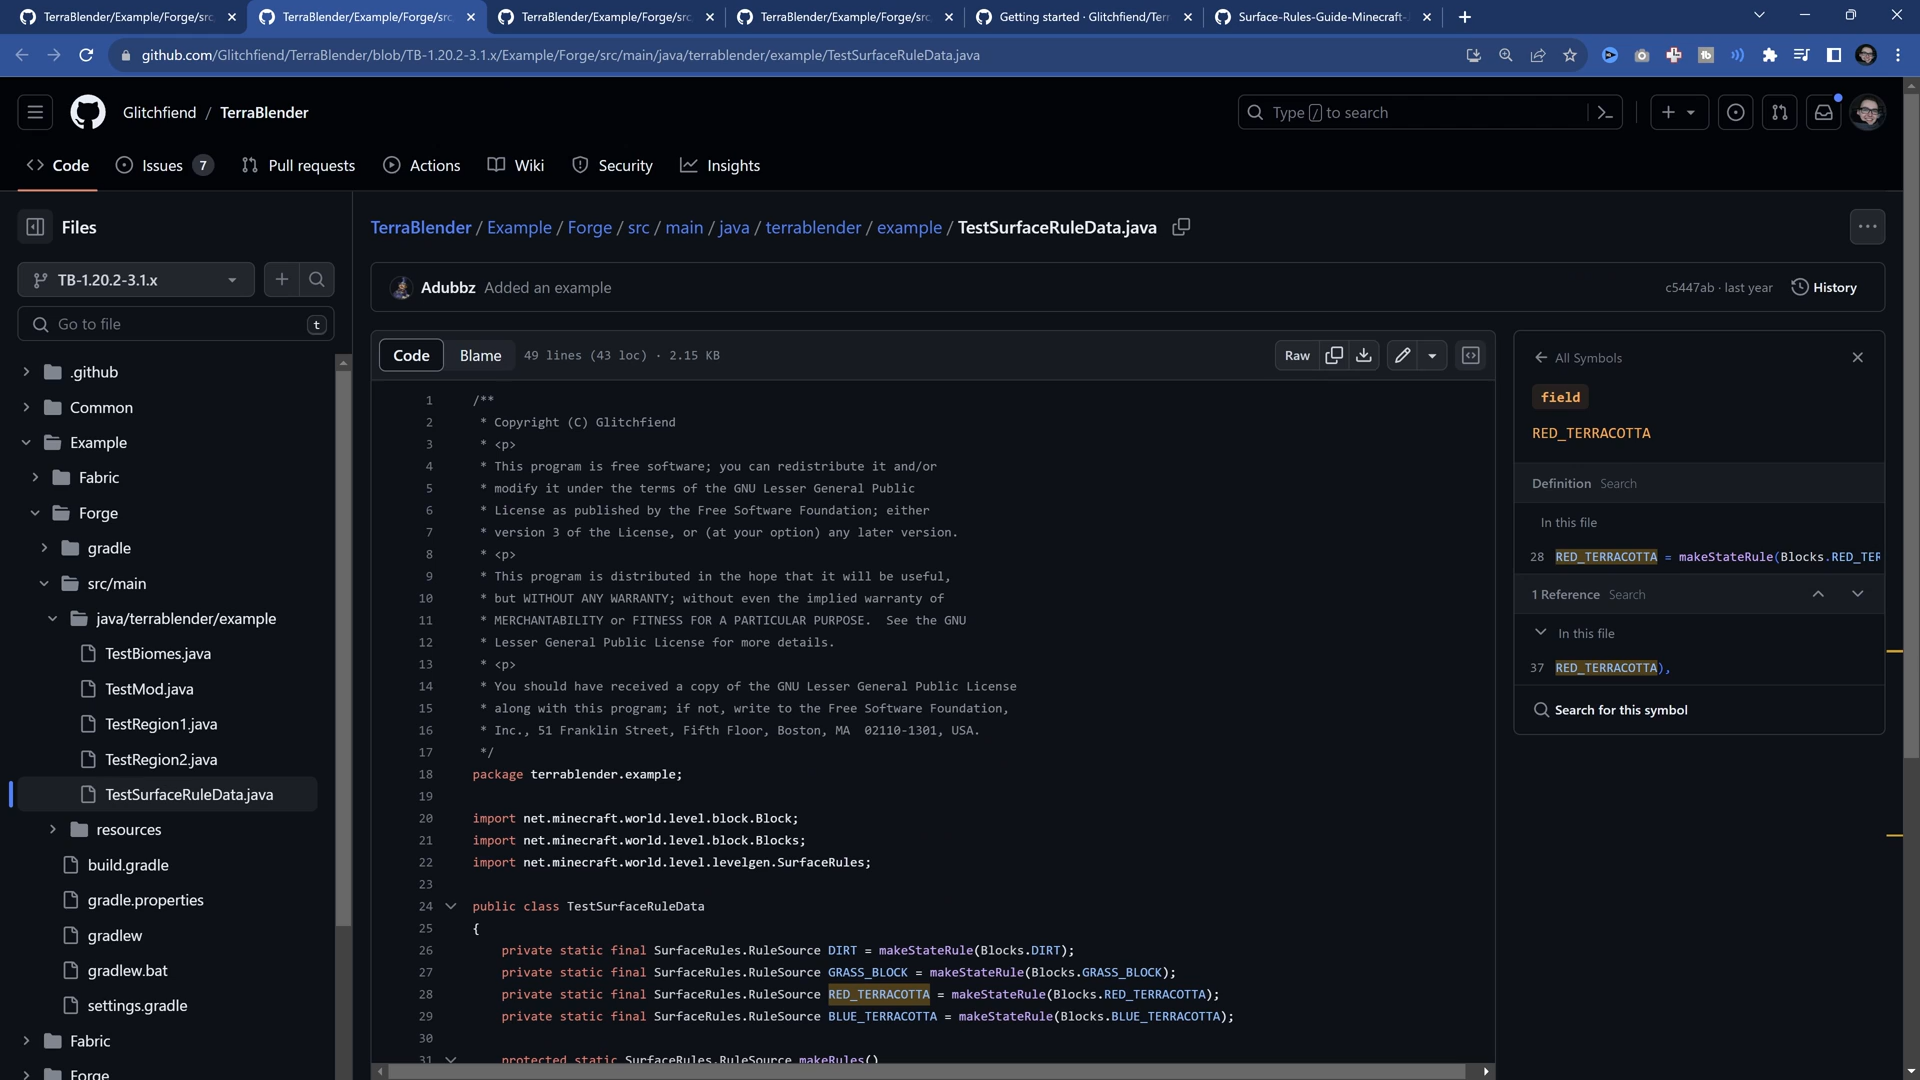 TerraBlender/Example/Forge/src
TerraBlender/Example/Forge/src
TerraBlender/Example/Forge/src
TerraBlender/Example/Forge/src
Getting started · Glitchfiend/Terr
Surface-Rules-Guide-Minecraft-
github.com/Glitchfiend/TerraBlender/blob/TB-1.20.2-3.1.x/Example/Forge/src/main/java/terrablender/example/TestSurfaceRuleData.java
Glitchfiend / TerraBlender
Type / to search
Code
Issues 7
Pull requests
Actions
Wiki
Security
Insights
Files
TB-1.20.2-3.1.x
Go to file
t
.github
Common
Example
Fabric
Forge
gradle
src/main
java/terrablender/example
TestBiomes.java
TestMod.java
TestRegion1.java
TestRegion2.java
TestSurfaceRuleData.java
resources
build.gradle
gradle.properties
gradlew
gradlew.bat
settings.gradle
Fabric
Forge
TerraBlender / Example / Forge / src / main / java / terrablender / example / TestSurfaceRuleData.java
Adubbz Added an example
c5447ab · last year
History
Code
Blame
49 lines (43 loc) · 2.15 KB
Raw
1 /**
2 * Copyright (C) Glitchfiend
3 * <p>
4 * This program is free software; you can redistribute it and/or
5 * modify it under the terms of the GNU Lesser General Public
6 * License as published by the Free Software Foundation; either
7 * version 3 of the License, or (at your option) any later version.
8 * <p>
9 * This program is distributed in the hope that it will be useful,
10 * but WITHOUT ANY WARRANTY; without even the implied warranty of
11 * MERCHANTABILITY or FITNESS FOR A PARTICULAR PURPOSE.  See the GNU
12 * Lesser General Public License for more details.
13 * <p>
14 * You should have received a copy of the GNU Lesser General Public License
15 * along with this program; if not, write to the Free Software Foundation,
16 * Inc., 51 Franklin Street, Fifth Floor, Boston, MA  02110-1301, USA.
17 */
18 package terrablender.example;
19
20 import net.minecraft.world.level.block.Block;
21 import net.minecraft.world.level.block.Blocks;
22 import net.minecraft.world.level.levelgen.SurfaceRules;
23
24 public class TestSurfaceRuleData
25 {
26 private static final SurfaceRules.RuleSource DIRT = makeStateRule(Blocks.DIRT);
27 private static final SurfaceRules.RuleSource GRASS_BLOCK = makeStateRule(Blocks.GRASS_BLOCK);
28 private static final SurfaceRules.RuleSource RED_TERRACOTTA = makeStateRule(Blocks.RED_TERRACOTTA);
29 private static final SurfaceRules.RuleSource BLUE_TERRACOTTA = makeStateRule(Blocks.BLUE_TERRACOTTA);
30
31 protected static SurfaceRules.RuleSource makeRules()
All Symbols
field
RED_TERRACOTTA
Definition Search
In this file
28 RED_TERRACOTTA = makeStateRule(Blocks.RED_TER
1 Reference Search
In this file
37 RED_TERRACOTTA),
Search for this symbol